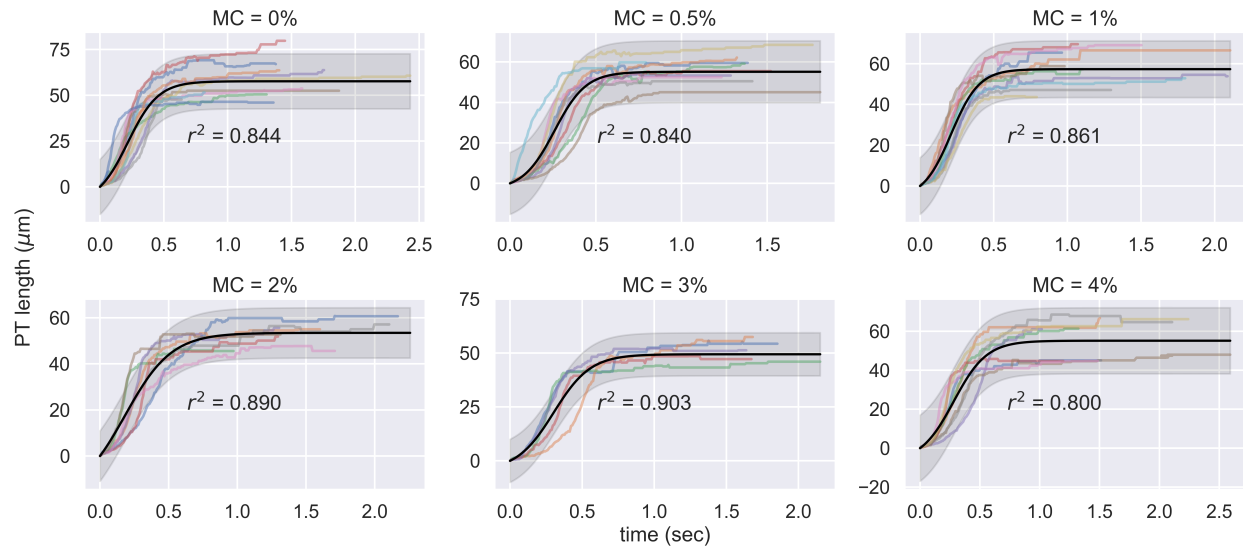 MC = 0%
MC = 0.5%
MC = 1%
75
50
25
0
r² = 0.844
0.0 0.5 1.0 1.5 2.0 2.5
60
40
20
0
r² = 0.840
0.0 0.5 1.0 1.5
60
40
20
0
r² = 0.861
0.0 0.5 1.0 1.5 2.0
PT length (μm)
MC = 2%
MC = 3%
MC = 4%
60
40
20
0
r² = 0.890
0.0 0.5 1.0 1.5 2.0
75
50
25
0
r² = 0.903
0.0 0.5 1.0 1.5 2.0
60
40
20
0
−20
r² = 0.800
0.0 0.5 1.0 1.5 2.0 2.5
time (sec)